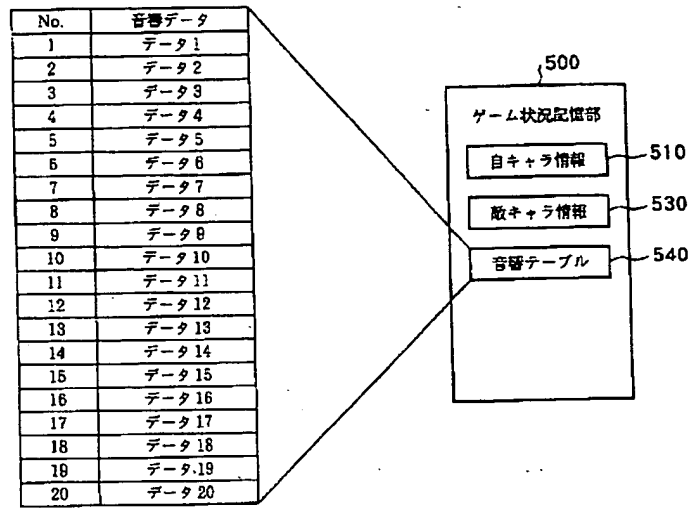 No. 音響データ
1 データ1
2 データ2
3 データ3
4 データ4
5 データ5
6 データ6
7 データ7
8 データ8
9 データ9
10 データ10
11 データ11
12 データ12
13 データ13
14 データ14
15 データ15
16 データ16
17 データ17
18 データ18
19 データ19
20 データ20
500
ゲーム状況記憶部
自キャラ情報 510
敵キャラ情報 530
音響テーブル 540